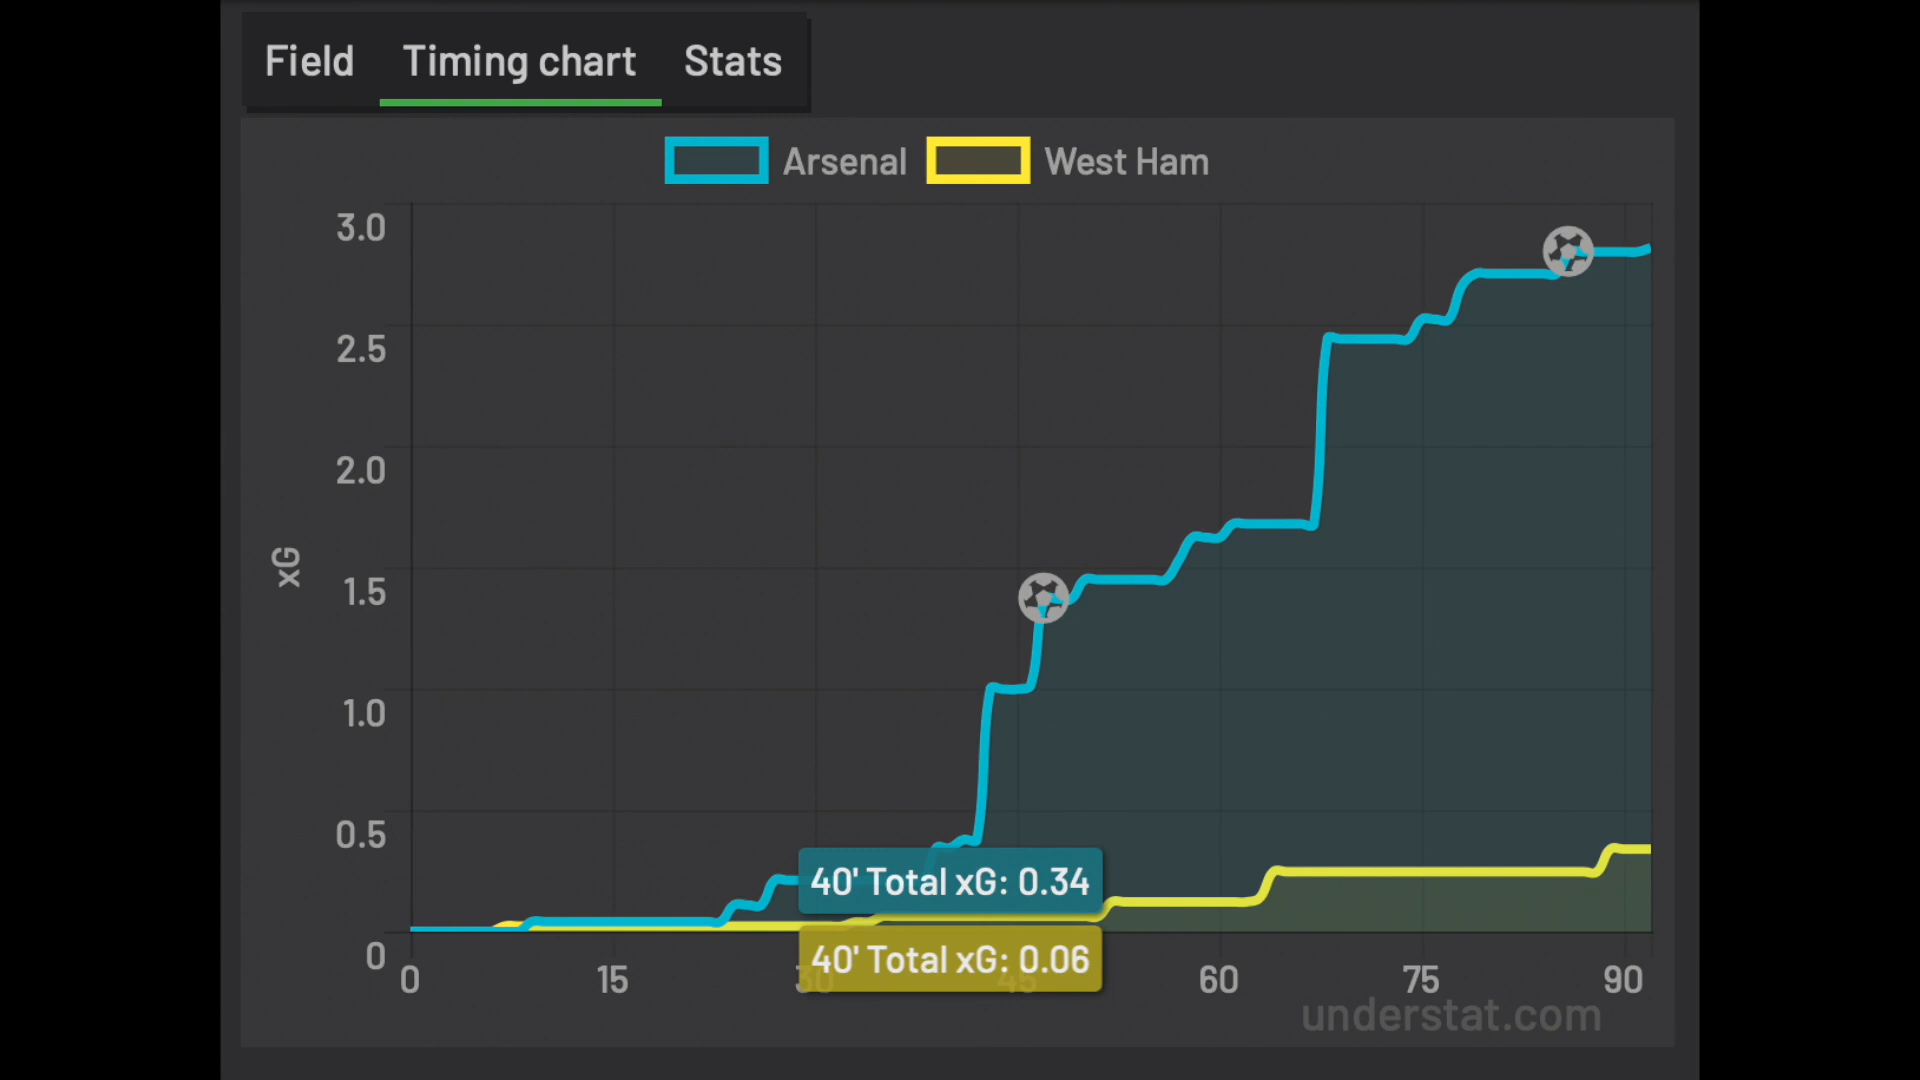 Field Timing chart Stats
Arsenal West Ham
3.0
2.5
2.0
xG
1.5
1.0
0.5
0
40' Total xG: 0.34
40' Total xG: 0.06
0 15 30 45 60 75 90
understat.com